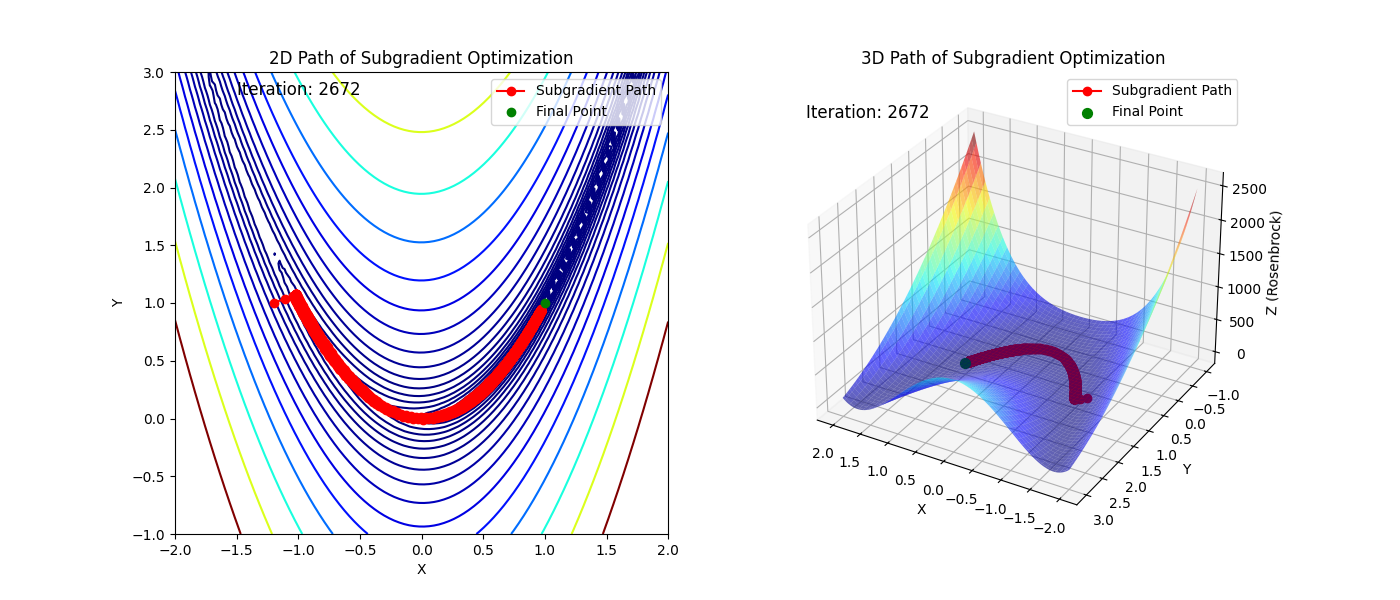 2D Path of Subgradient Optimization
Iteration: 2672
Subgradient Path
Final Point
3.0
2.5
2.0
1.5
1.0
0.5
0.0
−0.5
−1.0
Y
−2.0 −1.5 −1.0 −0.5 0.0 0.5 1.0 1.5 2.0
X
3D Path of Subgradient Optimization
Iteration: 2672
Subgradient Path
Final Point
2500
2000
1500
1000
500
0
Z (Rosenbrock)
−1.0
−0.5
0.0
0.5
1.0
1.5
2.0
2.5
3.0
Y
2.0 1.5 1.0 0.5 0.0 −0.5 −1.0 −1.5 −2.0
X